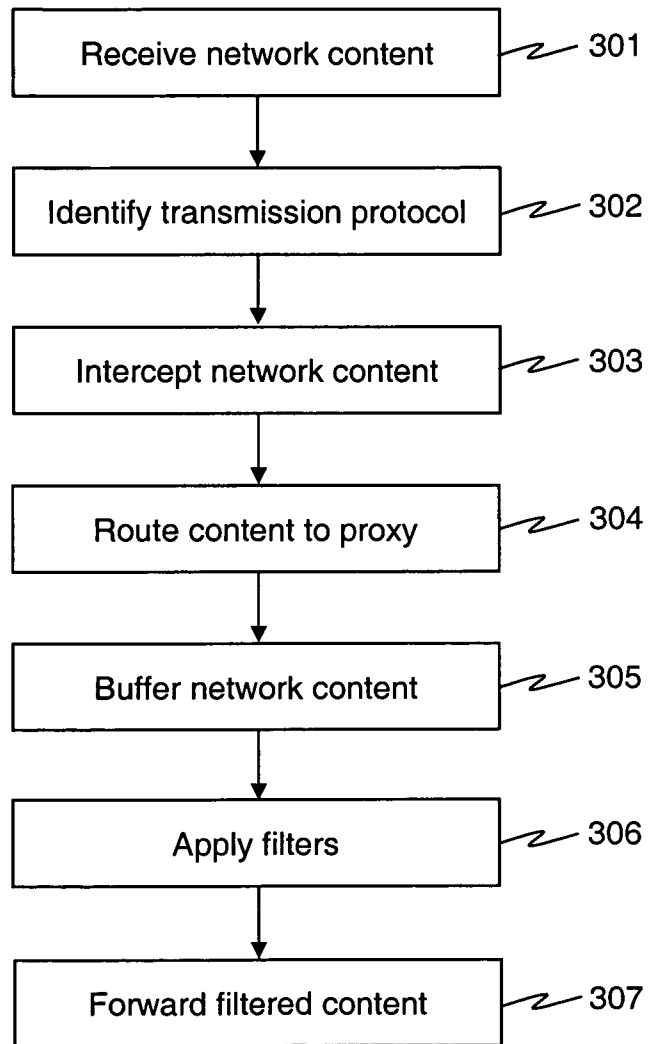 Receive network content 301
Identify transmission protocol 302
Intercept network content 303
Route content to proxy 304
Buffer network content 305
Apply filters 306
Forward filtered content 307